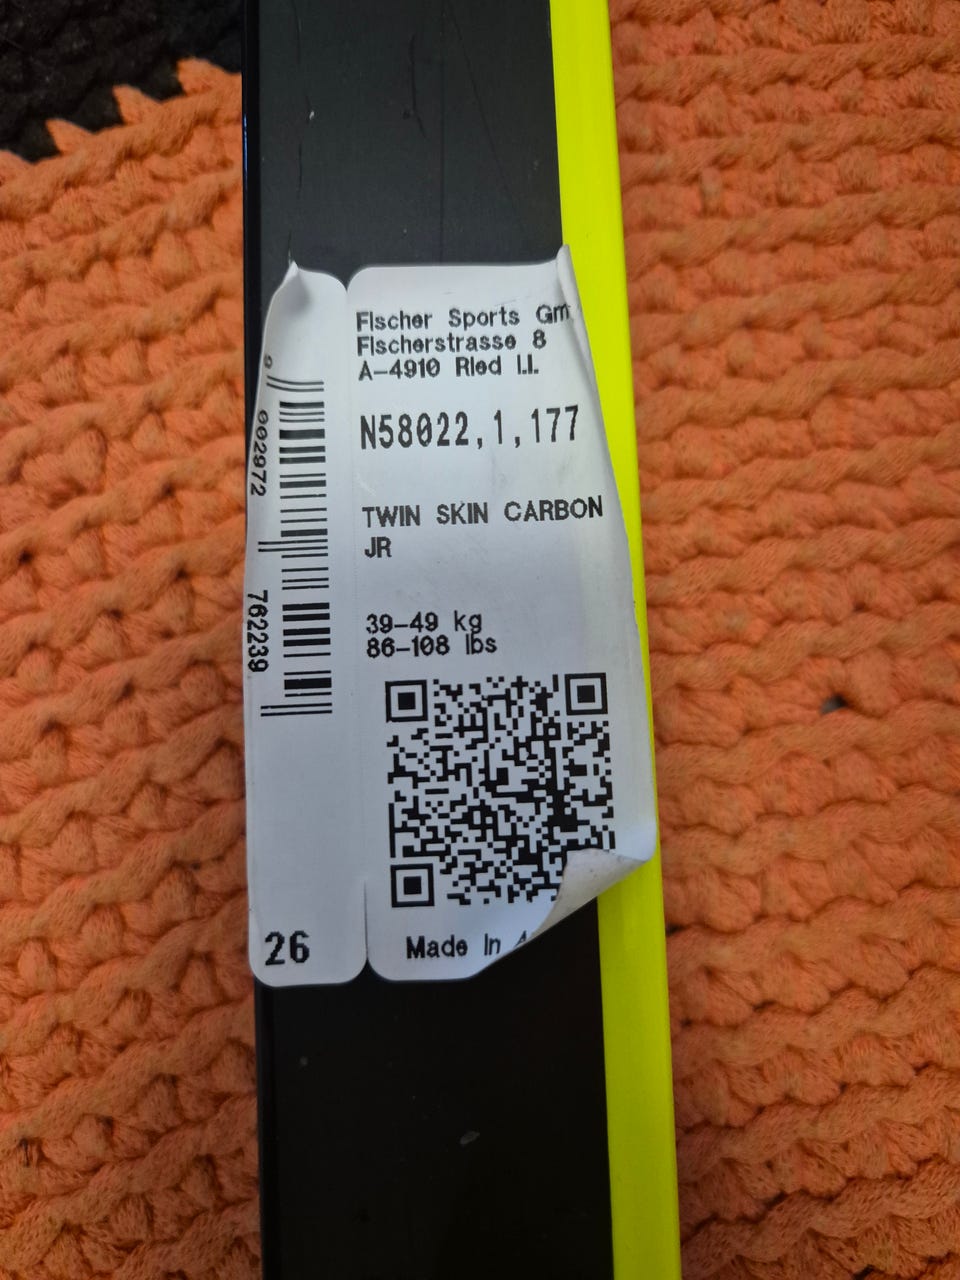 Fischer Sports Gm
Fischerstrasse 8
A-4910 Ried I.I.
N58022,1,177
TWIN SKIN CARBON
JR
39-49 kg
86-108 lbs
Made In A
9 002972 762239
26